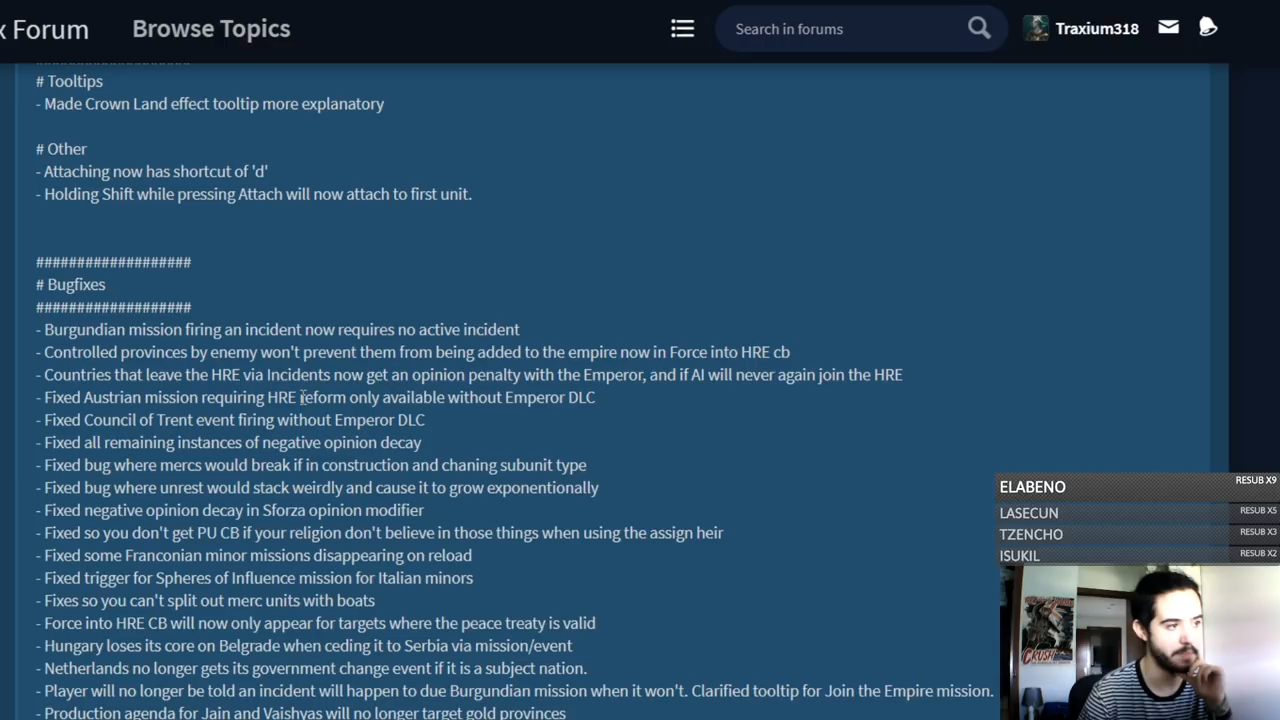 x Forum
Browse Topics
Search in forums
Traxium318
###################
# Tooltips
- Made Crown Land effect tooltip more explanatory
# Other
- Attaching now has shortcut of 'd'
- Holding Shift while pressing Attach will now attach to first unit.
###################
# Bugfixes
###################
- Burgundian mission firing an incident now requires no active incident
- Controlled provinces by enemy won't prevent them from being added to the empire now in Force into HRE cb
- Countries that leave the HRE via Incidents now get an opinion penalty with the Emperor, and if AI will never again join the HRE
- Fixed Austrian mission requiring HRE reform only available without Emperor DLC
- Fixed Council of Trent event firing without Emperor DLC
- Fixed all remaining instances of negative opinion decay
- Fixed bug where mercs would break if in construction and chaning subunit type
- Fixed bug where unrest would stack weirdly and cause it to grow exponentionally
- Fixed negative opinion decay in Sforza opinion modifier
- Fixed so you don't get PU CB if your religion don't believe in those things when using the assign heir
- Fixed some Franconian minor missions disappearing on reload
- Fixed trigger for Spheres of Influence mission for Italian minors
- Fixes so you can't split out merc units with boats
- Force into HRE CB will now only appear for targets where the peace treaty is valid
- Hungary loses its core on Belgrade when ceding it to Serbia via mission/event
- Netherlands no longer gets its government change event if it is a subject nation.
- Player will no longer be told an incident will happen to due Burgundian mission when it won't. Clarified tooltip for Join the Empire mission.
- Production agenda for Jain and Vaishyas will no longer target gold provinces
ELABENO RESUB X9
LASECUN RESUB X5
TZENCHO RESUB X3
ISUKIL RESUB X2
CRUSH